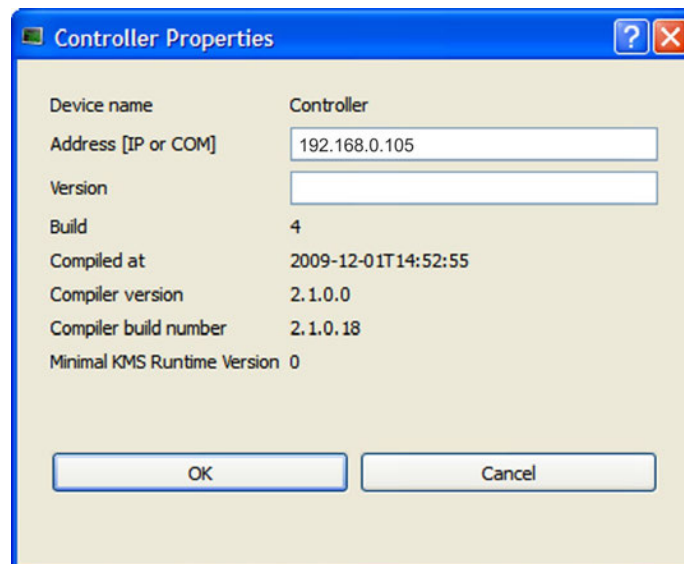 Controller Properties
?
Device name Controller
Address [IP or COM] 192.168.0.105
Version
Build 4
Compiled at 2009-12-01T14:52:55
Compiler version 2.1.0.0
Compiler build number 2.1.0.18
Minimal KMS Runtime Version 0
OK Cancel